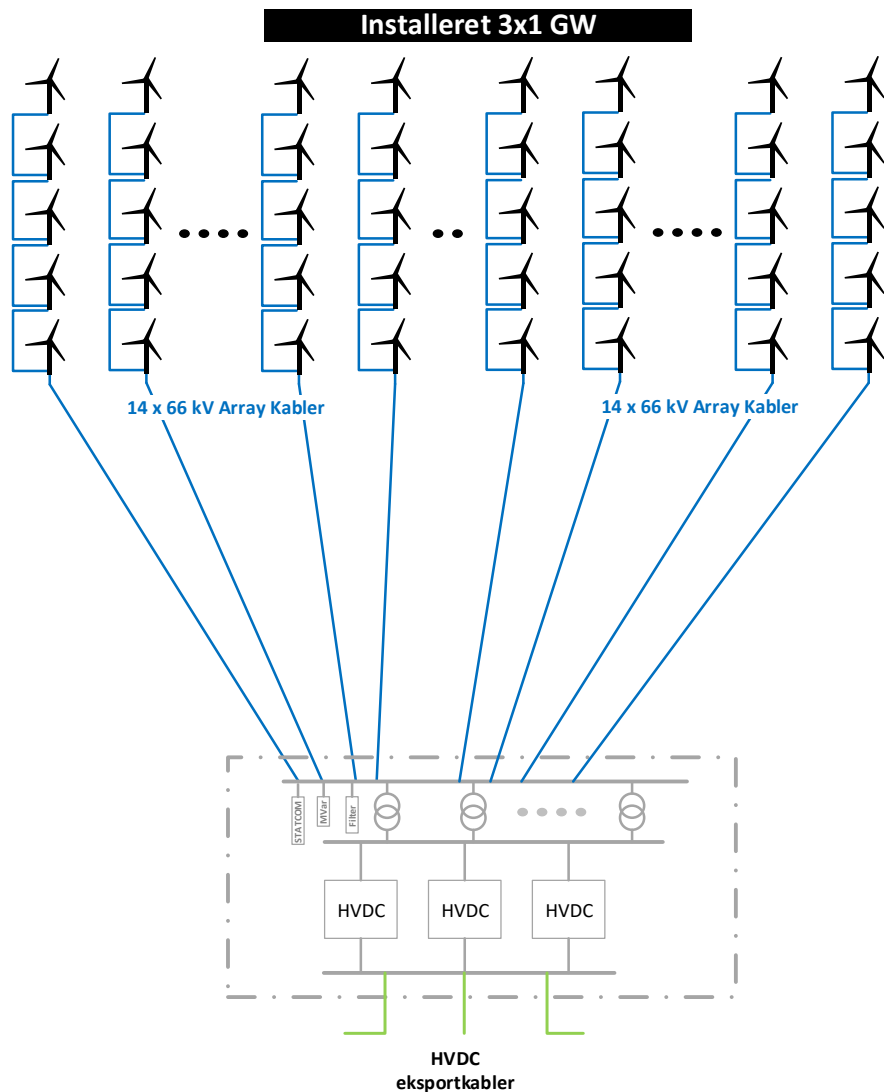 Installeret 3x1 GW
14 x 66 kV Array Kabler
14 x 66 kV Array Kabler
STATCOM
MVar
Filter
HVDC
HVDC
HVDC
HVDC
eksportkabler